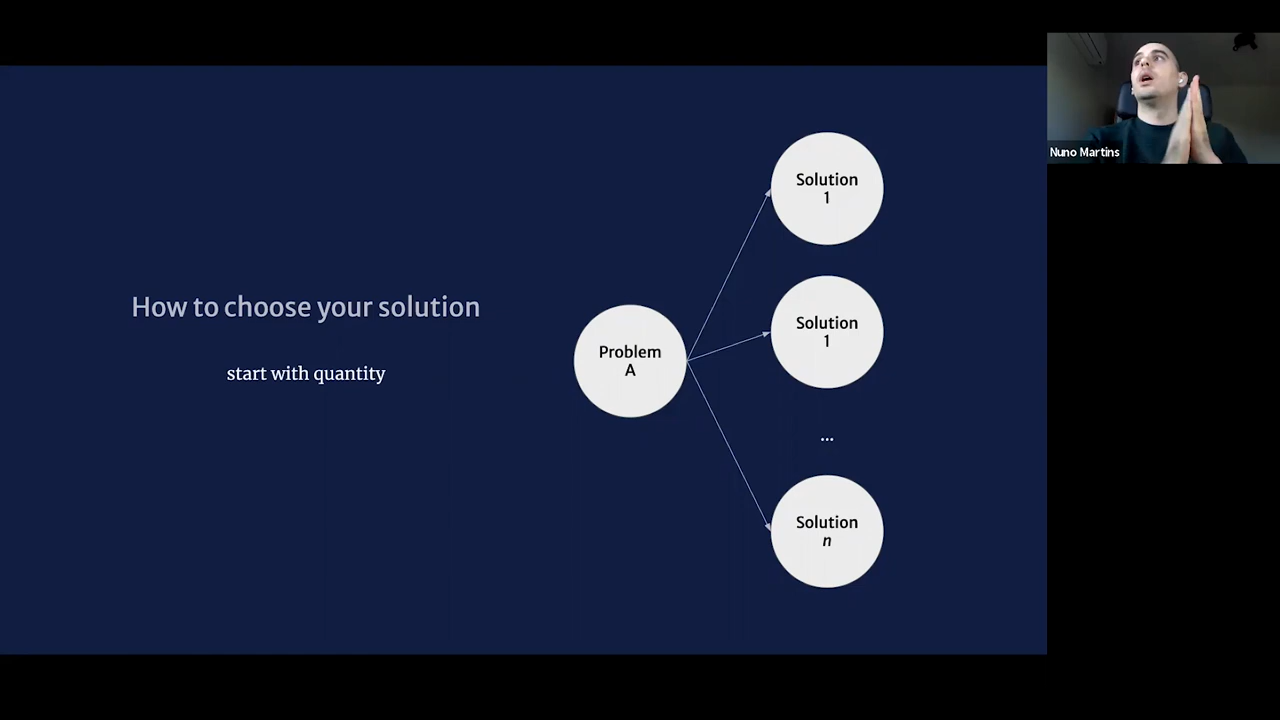 How to choose your solution
start with quantity
Problem
A
Solution
1
Solution
1
...
Solution
n
Nuno Martins